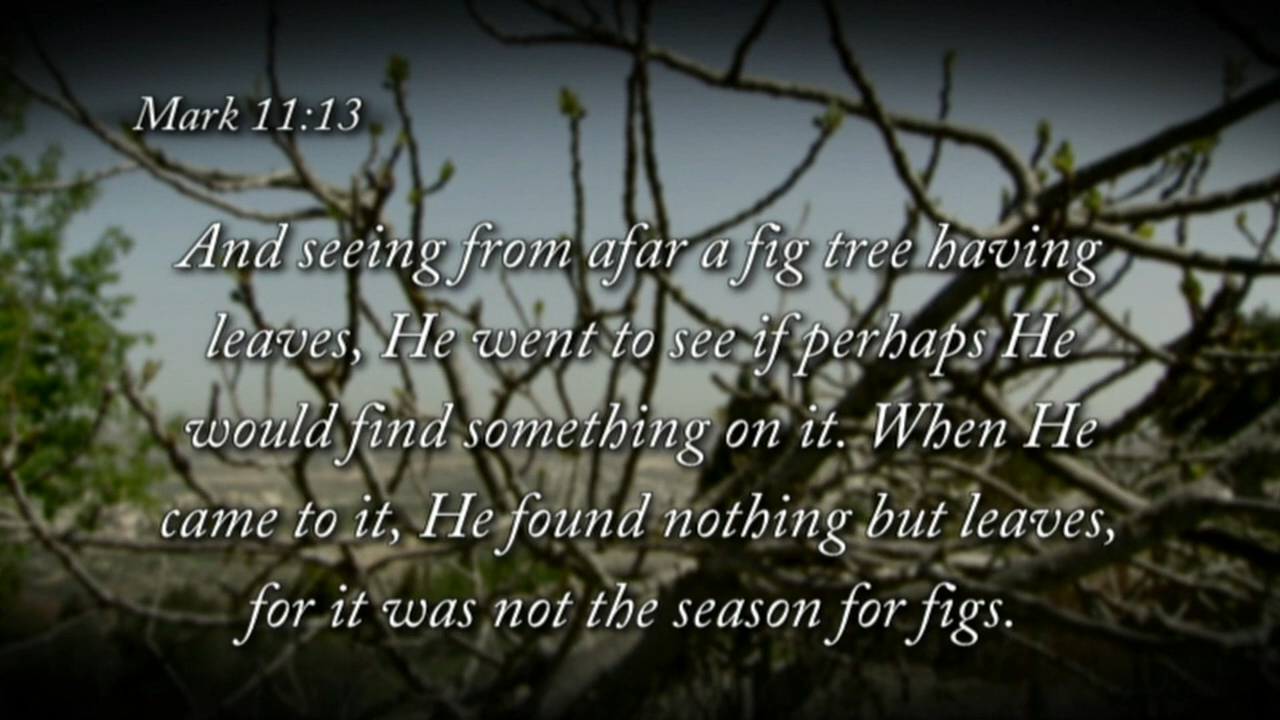 Mark 11:13
And seeing from afar a fig tree having
leaves, He went to see if perhaps He
would find something on it. When He
came to it, He found nothing but leaves,
for it was not the season for figs.